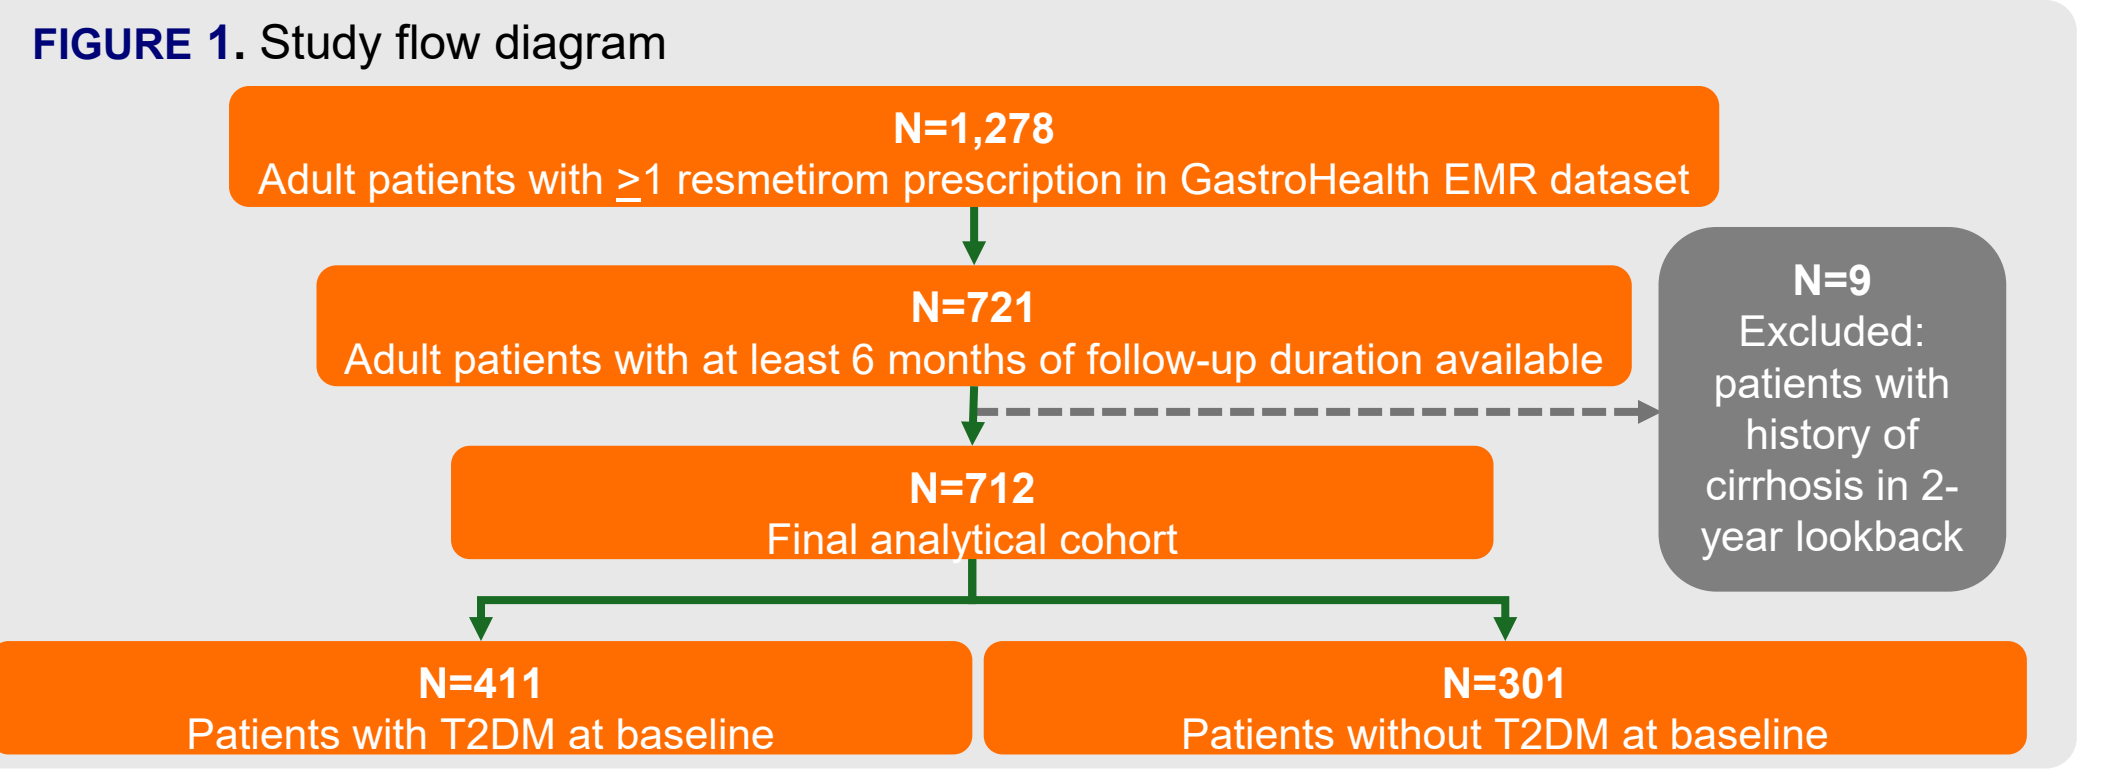 FIGURE 1. Study flow diagram
N=1,278
Adult patients with ≥1 resmetirom prescription in GastroHealth EMR dataset
N=721
Adult patients with at least 6 months of follow-up duration available
N=9
Excluded:
patients with
history of
cirrhosis in 2-
year lookback
N=712
Final analytical cohort
N=411
Patients with T2DM at baseline
N=301
Patients without T2DM at baseline